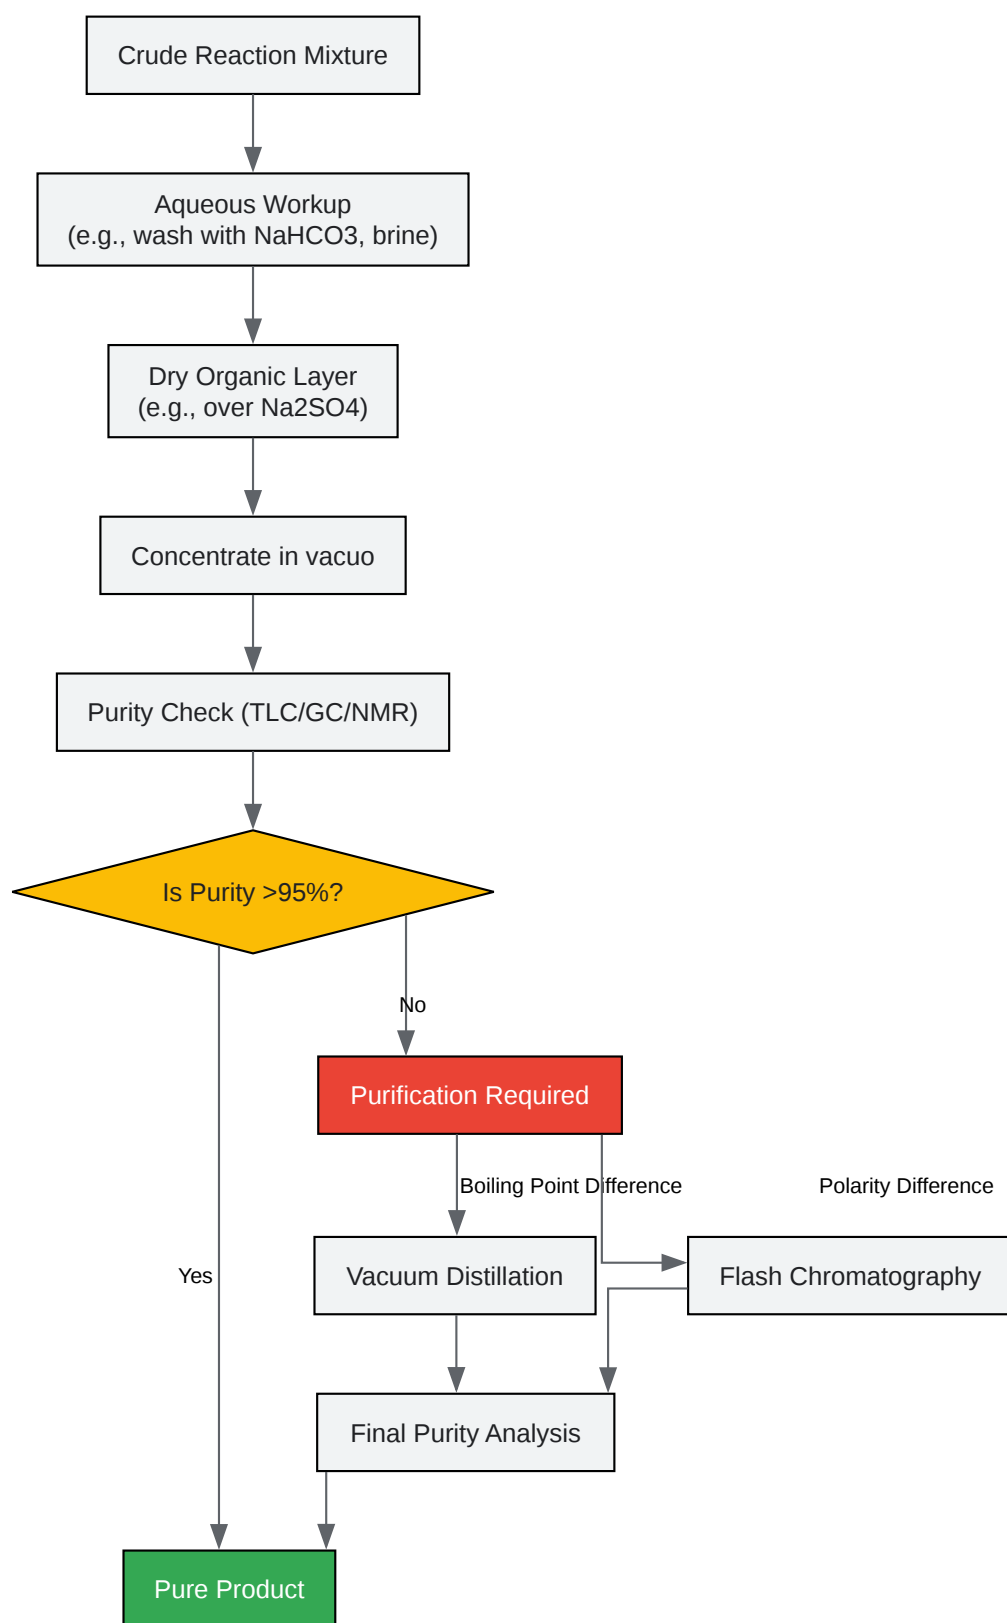 Crude Reaction Mixture
Aqueous Workup
(e.g., wash with NaHCO3, brine)
Dry Organic Layer
(e.g., over Na2SO4)
Concentrate in vacuo
Purity Check (TLC/GC/NMR)
Is Purity >95%?
No
Purification Required
Boiling Point Difference
Polarity Difference
Yes
Vacuum Distillation
Flash Chromatography
Final Purity Analysis
Pure Product